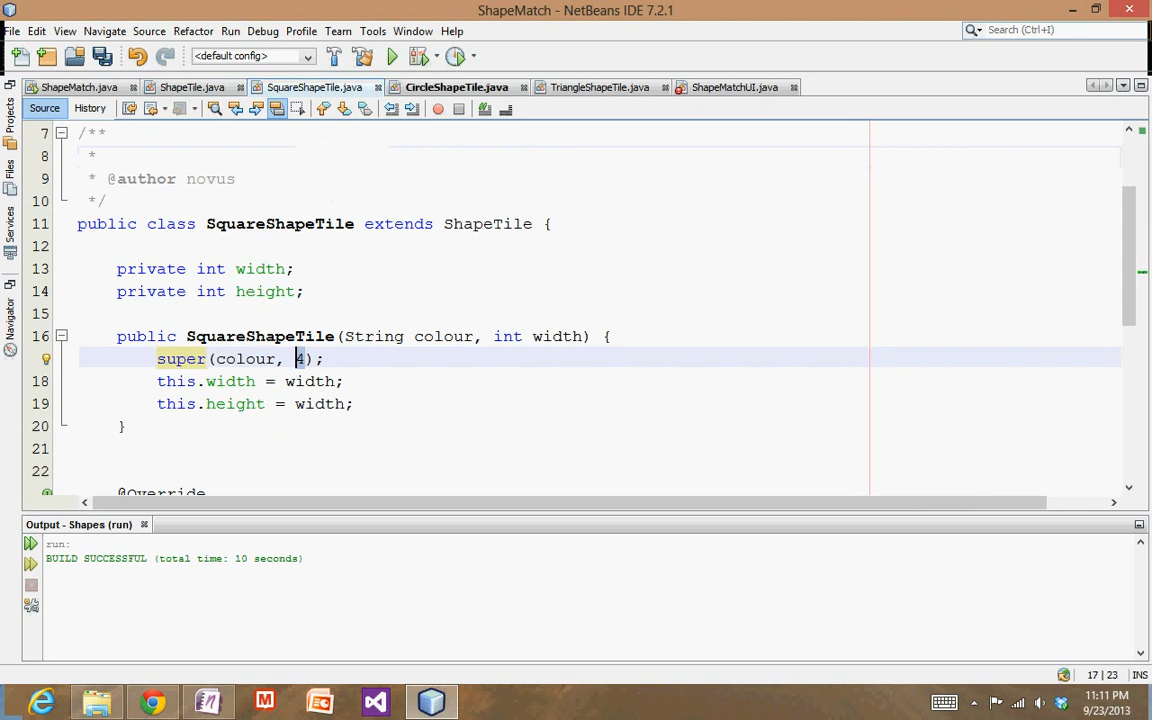 ShapeMatch - NetBeans IDE 7.2.1
File Edit View Navigate Source Refactor Run Debug Profile Team Tools Window Help
Search (Ctrl+I)
<default config>
ShapeMatch.java ShapeTile.java SquareShapeTile.java CircleShapeTile.java TriangleShapeTile.java ShapeMatchUI.java
Source History
Projects
Files
Services
Navigator
7 /**
8 *
9 * @author novus
10 */
11 public class SquareShapeTile extends ShapeTile {
12
13 private int width;
14 private int height;
15
16 public SquareShapeTile(String colour, int width) {
super(colour, 4);
18 this.width = width;
19 this.height = width;
20 }
21
22
@Override
Output - Shapes (run)
run:
BUILD SUCCESSFUL (total time: 10 seconds)
17 | 23 INS
11:11 PM
9/23/2013